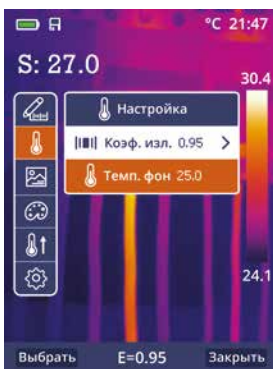 °C 21:47
S: 27.0
30.4
Настройка
Коэф. изл. 0.95
Темп. фон 25.0
24.1
Выбрать E=0.95 Закрыть